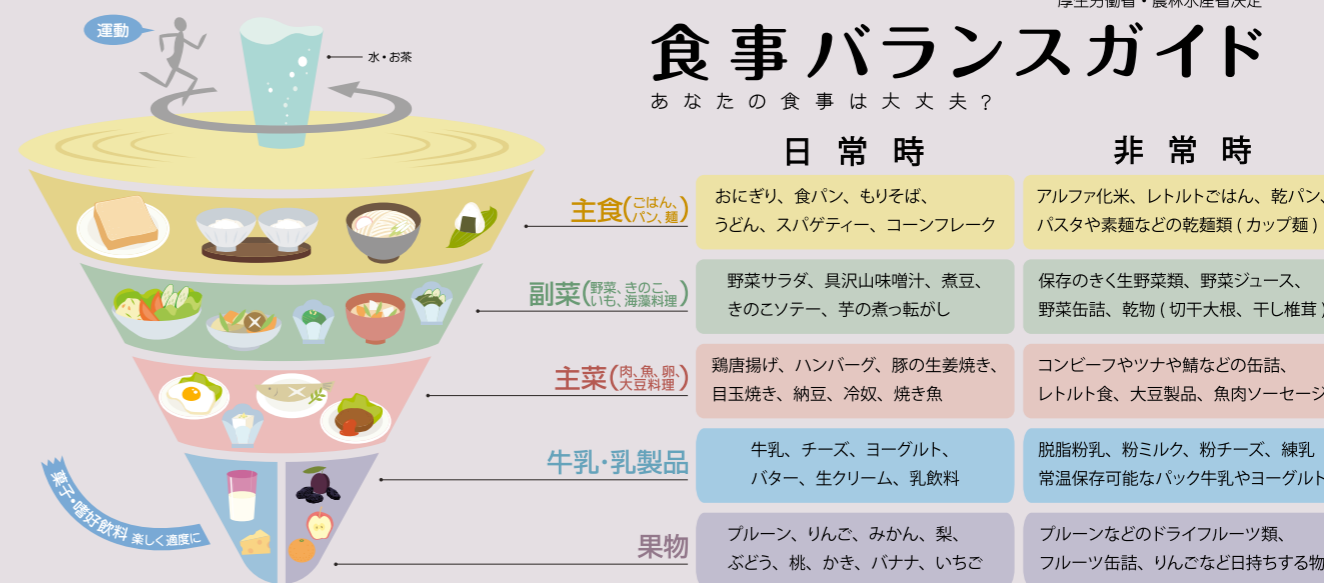 厚生労働省・農林水産省決定
食事バランスガイド
あなたの食事は大丈夫?
運動
水・お茶
日常時
非常時
主食(ごはん、パン、麺)
おにぎり、食パン、もりそば、
うどん、スパゲティー、コーンフレーク
アルファ化米、レトルトごはん、乾パン、
パスタや素麺などの乾麺類(カップ麺)
副菜(野菜、きのこ、いも、海藻料理)
野菜サラダ、具沢山味噌汁、煮豆、
きのこソテー、芋の煮っ転がし
保存のきく生野菜類、野菜ジュース、
野菜缶詰、乾物(切干大根、干し椎茸)
主菜(肉、魚、卵、大豆料理)
鶏唐揚げ、ハンバーグ、豚の生姜焼き、
目玉焼き、納豆、冷奴、焼き魚
コンビーフやツナや鯖などの缶詰、
レトルト食、大豆製品、魚肉ソーセージ
牛乳・乳製品
牛乳、チーズ、ヨーグルト、
バター、生クリーム、乳飲料
脱脂粉乳、粉ミルク、粉チーズ、練乳
常温保存可能なパック牛乳やヨーグルト
果物
プルーン、りんご、みかん、梨、
ぶどう、桃、かき、バナナ、いちご
プルーンなどのドライフルーツ類、
フルーツ缶詰、りんごなど日持ちする物
菓子・嗜好飲料 楽しく適度に